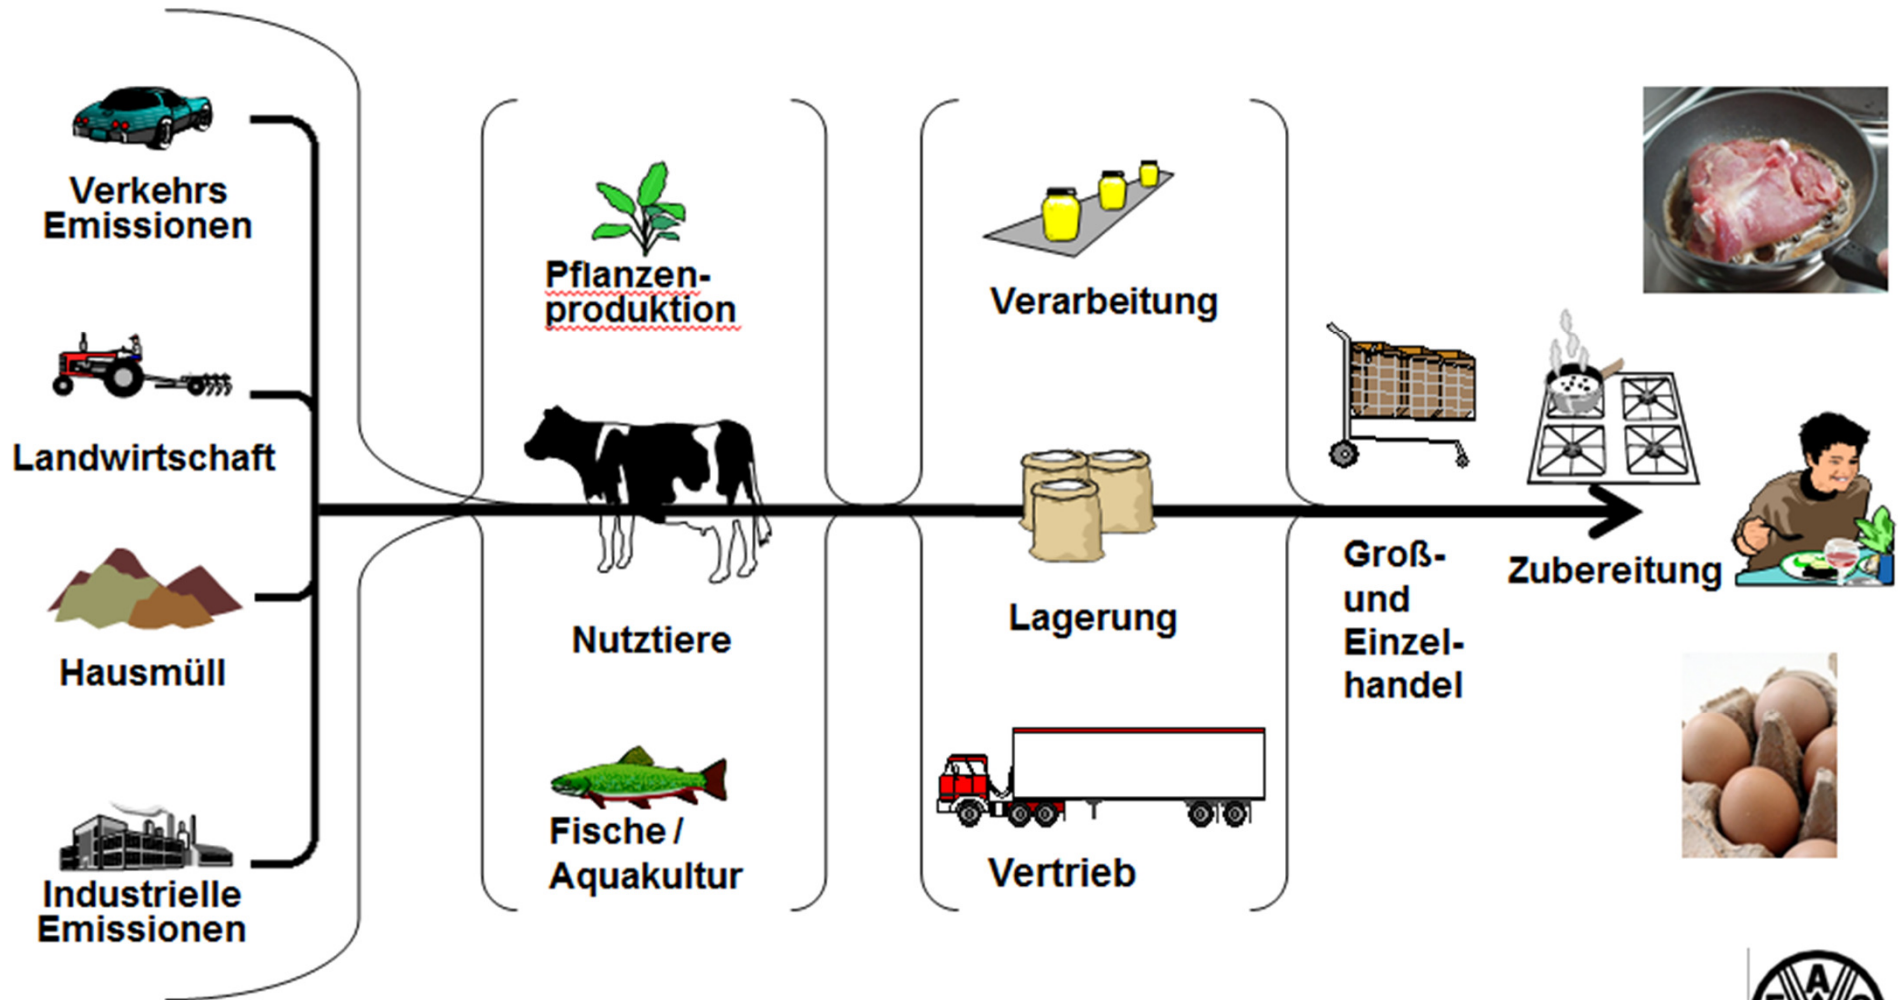 Verkehrs
Emissionen
Landwirtschaft
Hausmüll
Industrielle
Emissionen
Pflanzen-
produktion
Nutztiere
Fische /
Aquakultur
Verarbeitung
Lagerung
Vertrieb
Groß-
und
Einzel-
handel
Zubereitung
A